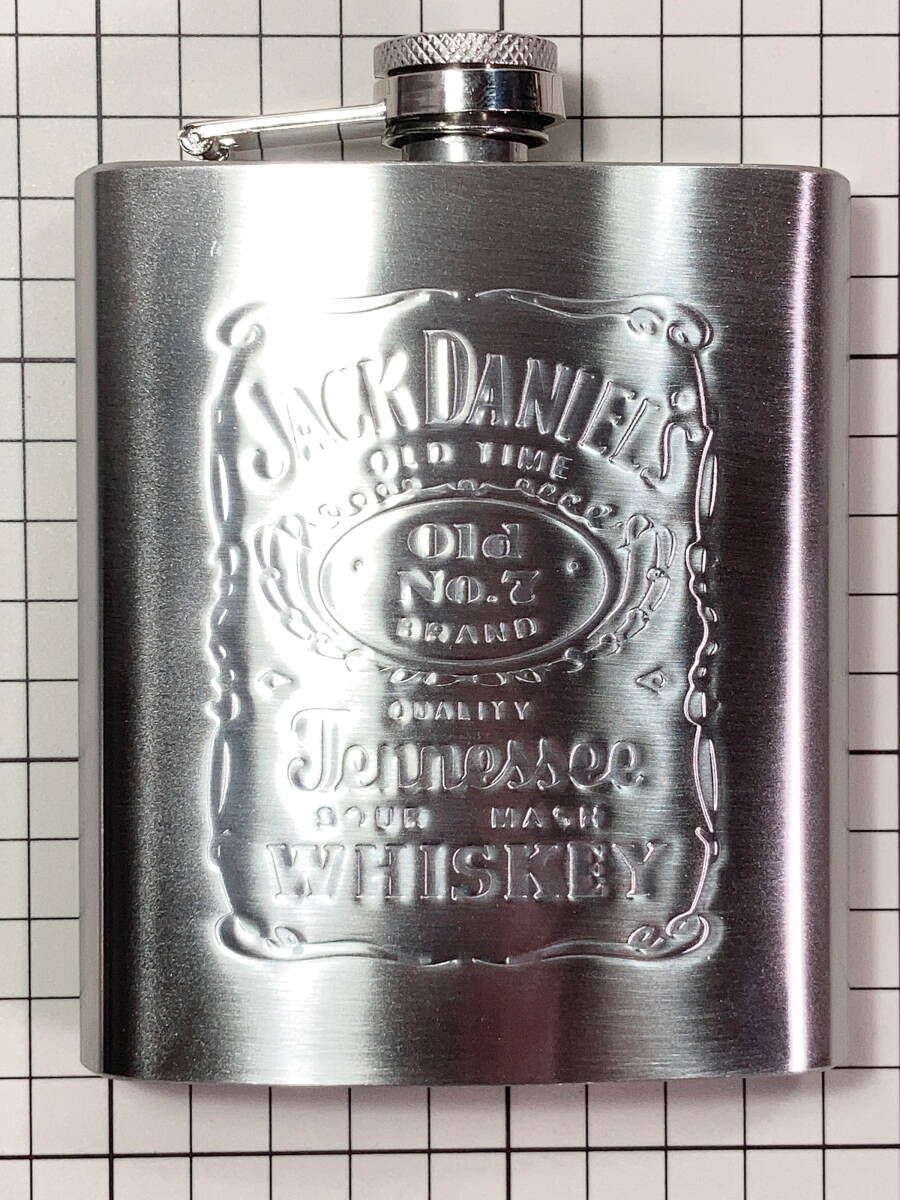 JACK DANIEL'S
OLD TIME
Old
No.7
BRAND
QUALITY
Tennessee
SOUR MASH
WHISKEY